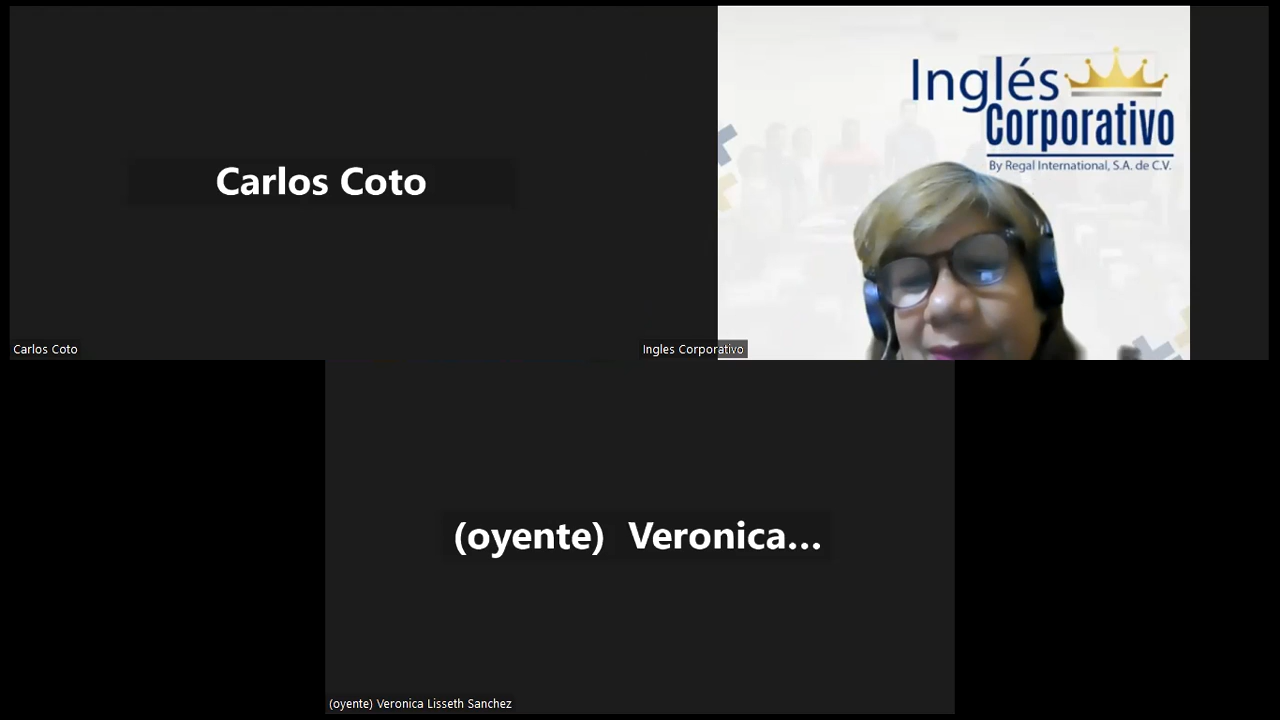 Carlos Coto
Carlos Coto
Inglés
Corporativo
By Regal International, S.A. de C.V.
Ingles Corporativo
(oyente) Veronica...
(oyente) Veronica Lisseth Sanchez